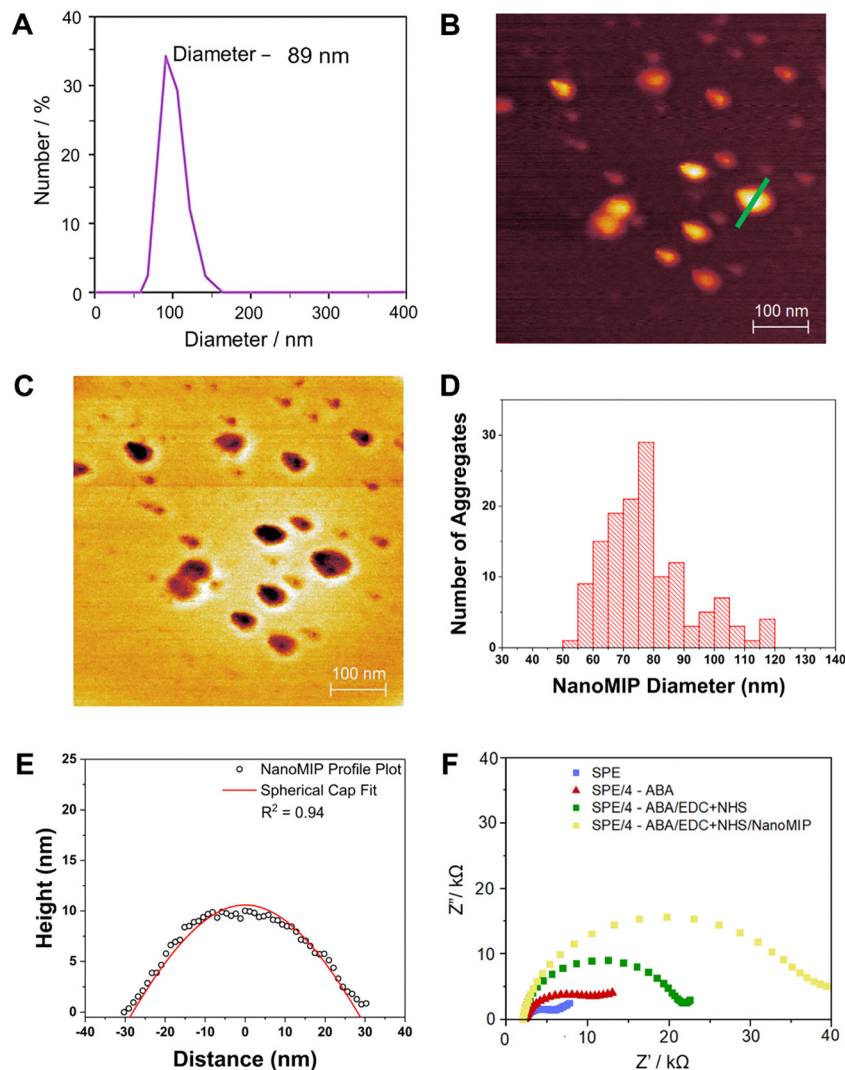 A
40
30
20
10
0
Number / %
Diameter – 89 nm
0 100 200 300 400
Diameter / nm
B
100 nm
C
100 nm
D
30
20
10
0
Number of Aggregates
30 40 50 60 70 80 90 100 110 120 130 140
NanoMIP Diameter (nm)
E
25
20
15
10
5
0
Height (nm)
NanoMIP Profile Plot
Spherical Cap Fit
R² = 0.94
-40 -30 -20 -10 0 10 20 30 40
Distance (nm)
F
40
30
20
10
0
Z'' / kΩ
SPE
SPE/4 - ABA
SPE/4 - ABA/EDC+NHS
SPE/4 - ABA/EDC+NHS/NanoMIP
0 10 20 30 40
Z' / kΩ